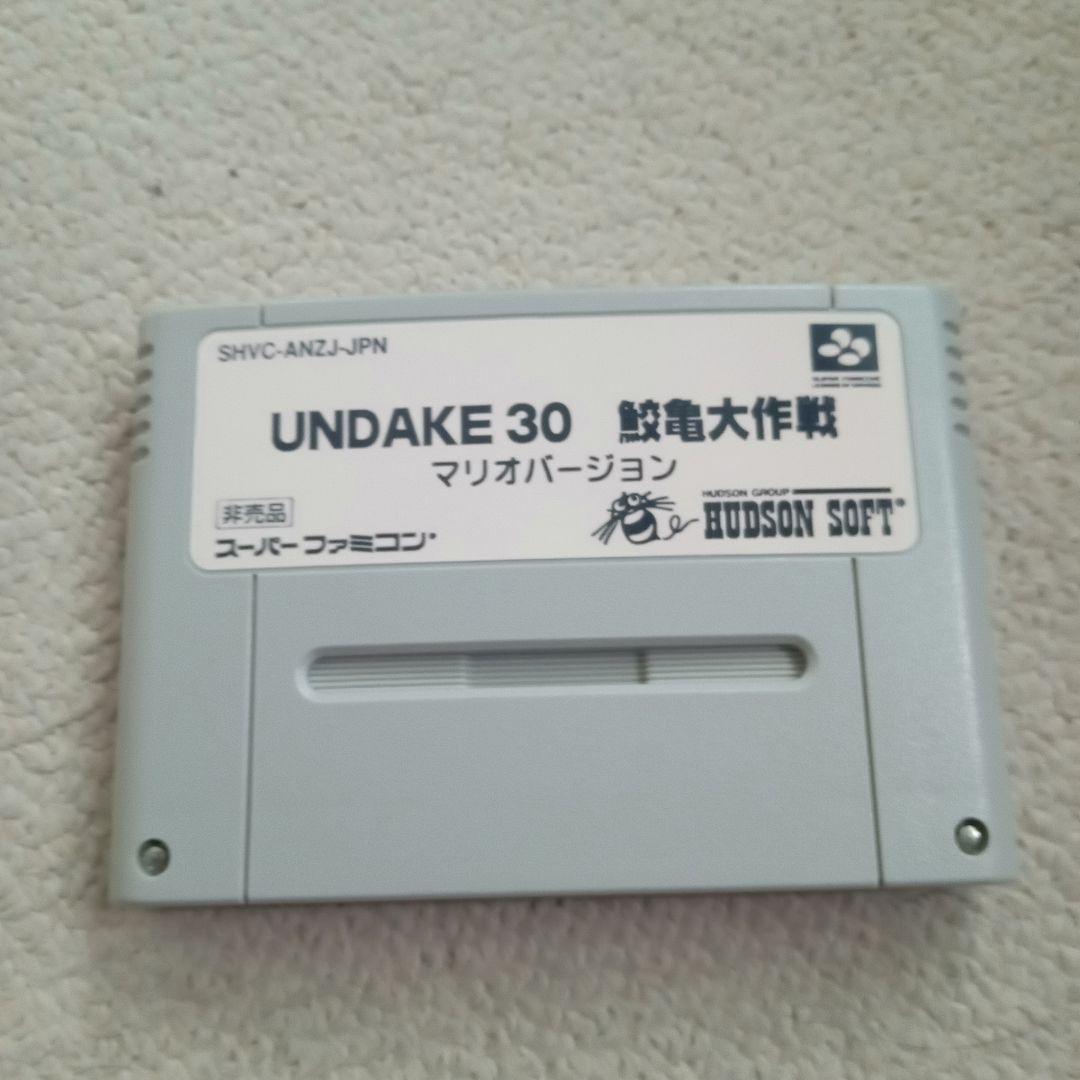 SHVC-ANZJ-JPN
UNDAKE 30 鮫亀大作戦
マリオバージョン
非売品
スーパーファミコン
HUDSON GROUP
HUDSON SOFT®